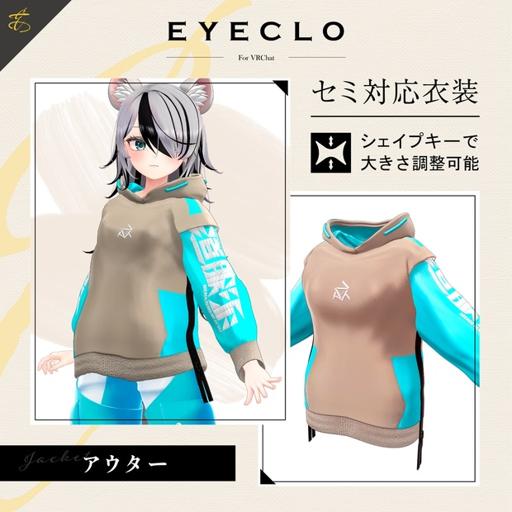 EYECLO
For VRChat
セミ対応衣装
シェイプキーで
大きさ調整可能
Jacket
アウター